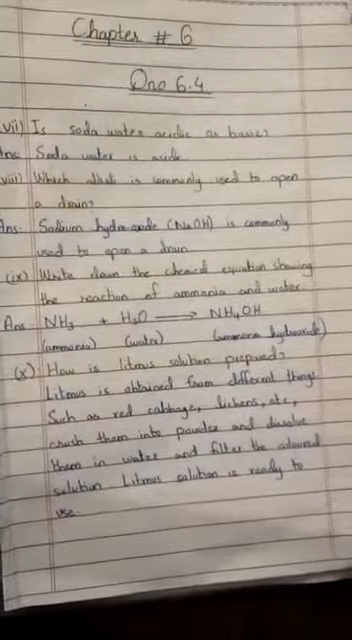 Chapter # 6
Qno 6.4
vii) Is soda water acidic or basic?
Ans: Soda water is acidic
viii) Which alkali is commonly used to open
a drain?
Ans. Sodium hydroxide (NaOH) is commonly
used to open a drain
(ix) Write down the chemical equation showing
the reaction of ammonia and water
Ans. NH3 + H2O → NH4OH
(ammonia) (water) (ammonia hydroxide)
(x) How is litmus solution prepared?
Litmus is obtained from different things
Such as red cabbage, lichens, etc,
crush them into powder and dissolve
them in water and filter the coloured
solution. Litmus solution is ready to
use.